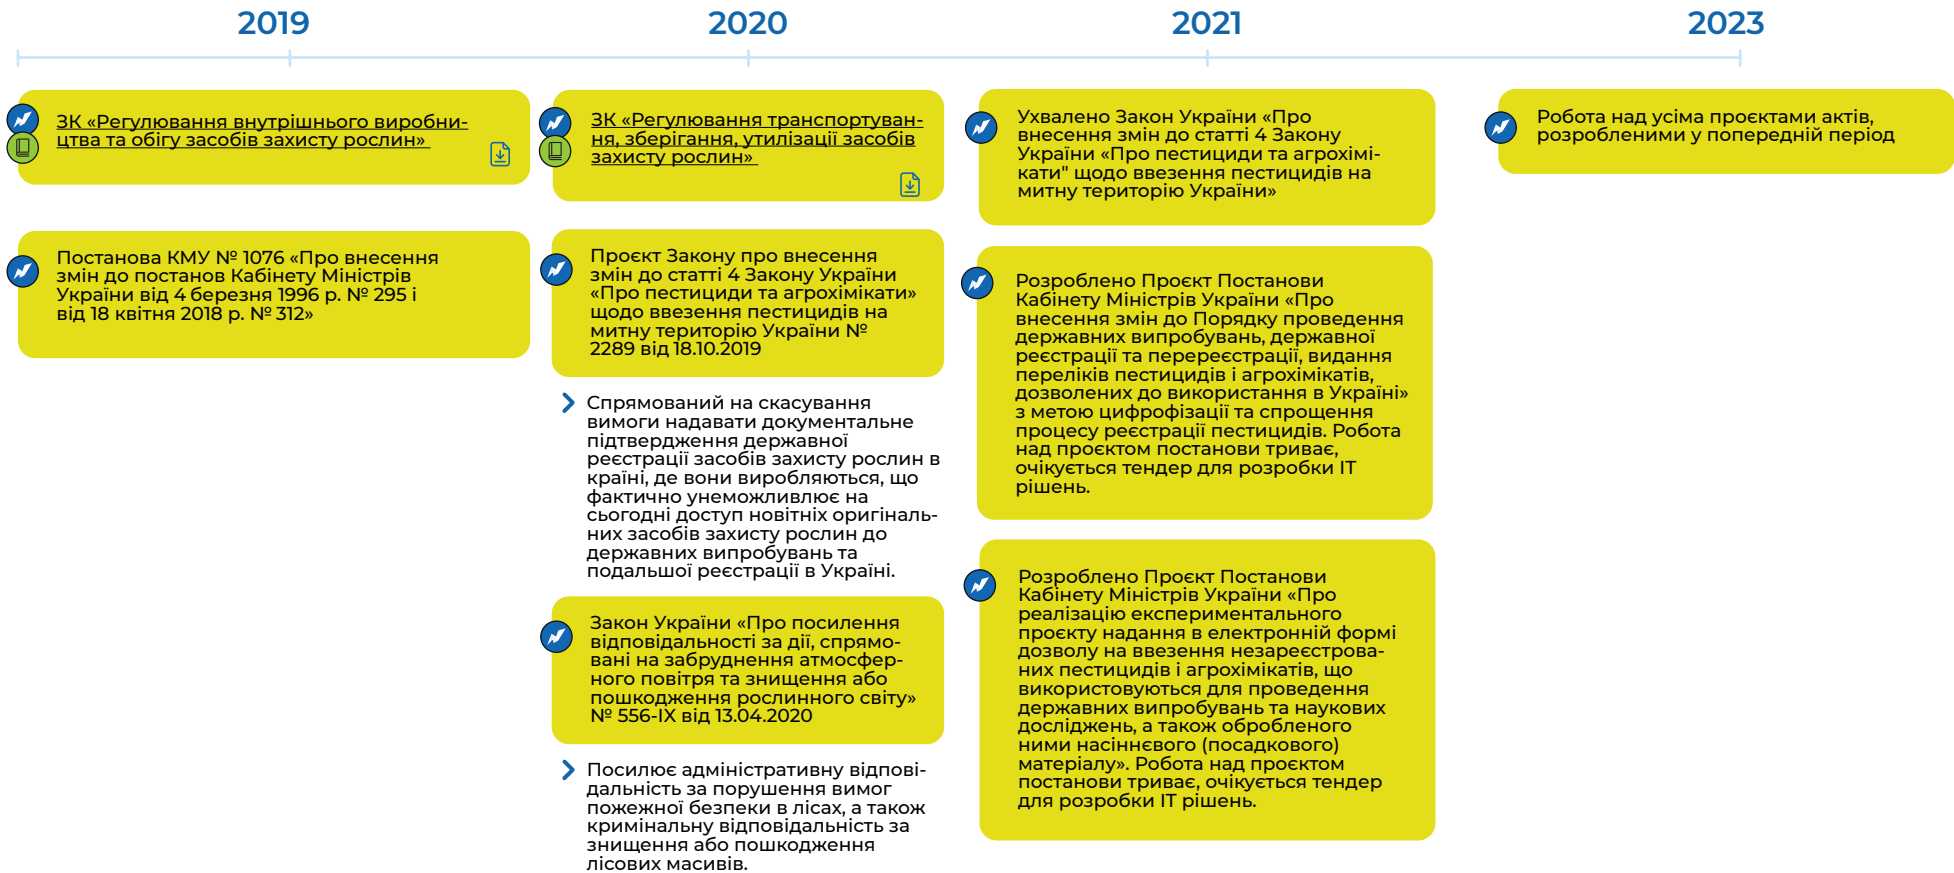 2019
2020
2021
2023
ЗК «Регулювання внутрішнього виробни-
цтва та обігу засобів захисту рослин»
Постанова КМУ № 1076 «Про внесення
змін до постанов Кабінету Міністрів
України від 4 березня 1996 р. № 295 і
від 18 квітня 2018 р. № 312»
ЗК «Регулювання транспортуван-
ня, зберігання, утилізації засобів
захисту рослин»
Проєкт Закону про внесення
змін до статті 4 Закону України
«Про пестициди та агрохімікати»
щодо ввезення пестицидів на
митну територію України №
2289 від 18.10.2019
Спрямований на скасування
вимоги надавати документальне
підтвердження державної
реєстрації засобів захисту рослин в
країні, де вони виробляються, що
фактично унеможливлює на
сьогодні доступ новітніх оригіналь-
них засобів захисту рослин до
державних випробувань та
подальшої реєстрації в Україні.
Закон України «Про посилення
відповідальності за дії, спрямо-
вані на забруднення атмосфер-
ного повітря та знищення або
пошкодження рослинного світу»
№ 556-IX від 13.04.2020
Посилює адміністративну відпові-
дальність за порушення вимог
пожежної безпеки в лісах, а також
кримінальну відповідальність за
знищення або пошкодження
лісових масивів.
Ухвалено Закон України «Про
внесення змін до статті 4 Закону
України «Про пестициди та агрохімі-
кати" щодо ввезення пестицидів на
митну територію України»
Розроблено Проєкт Постанови
Кабінету Міністрів України «Про
внесення змін до Порядку проведення
державних випробувань, державної
реєстрації та перереєстрації, видання
переліків пестицидів і агрохімікатів,
дозволених до використання в Україні»
з метою цифрофізації та спрощення
процесу реєстрації пестицидів. Робота
над проєктом постанови триває,
очікується тендер для розробки ІТ
рішень.
Розроблено Проєкт Постанови
Кабінету Міністрів України «Про
реалізацію експериментального
проєкту надання в електронній формі
дозволу на ввезення незареєстрова-
них пестицидів і агрохімікатів, що
використовуються для проведення
державних випробувань та наукових
досліджень, а також обробленого
ними насіннєвого (посадкового)
матеріалу». Робота над проєктом
постанови триває, очікується тендер
для розробки ІТ рішень.
Робота над усіма проєктами актів,
розробленими у попередній період